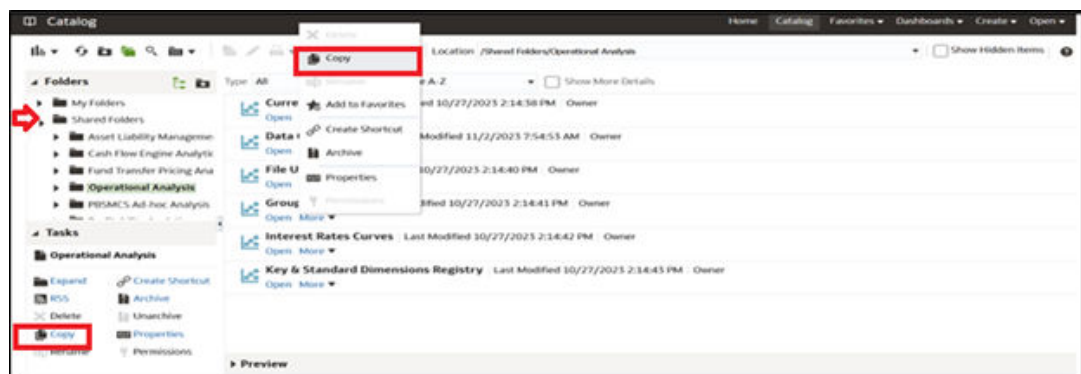 Catalog
Home Catalog Favorites Dashboards Create Open
Location /Shared Folders/Operational Analysis
Show Hidden Items
Folders
My Folders
Shared Folders
Asset Liability Manageme
Cash Flow Engine Analytic
Fund Transfer Pricing Ana
Operational Analysis
PBSMCS Ad-hoc Analysis
Tasks
Operational Analysis
Expand Create Shortcut
RSS Archive
Delete Unarchive
Copy Properties
Rename Permissions
Type All A-Z Show More Details
Curre ed 10/27/2023 2:14:38 PM Owner
Open
Data Modified 11/2/2023 7:54:53 AM Owner
Open
File U 10/27/2023 2:14:40 PM Owner
Open
Group ified 10/27/2023 2:14:41 PM Owner
Open More
Interest Rates Curves Last Modified 10/27/2023 2:14:42 PM Owner
Open More
Key & Standard Dimensions Registry Last Modified 10/27/2023 2:14:43 PM Owner
Open More
Preview
Delete
Copy
Rename
Add to Favorites
Create Shortcut
Archive
Properties
Permissions